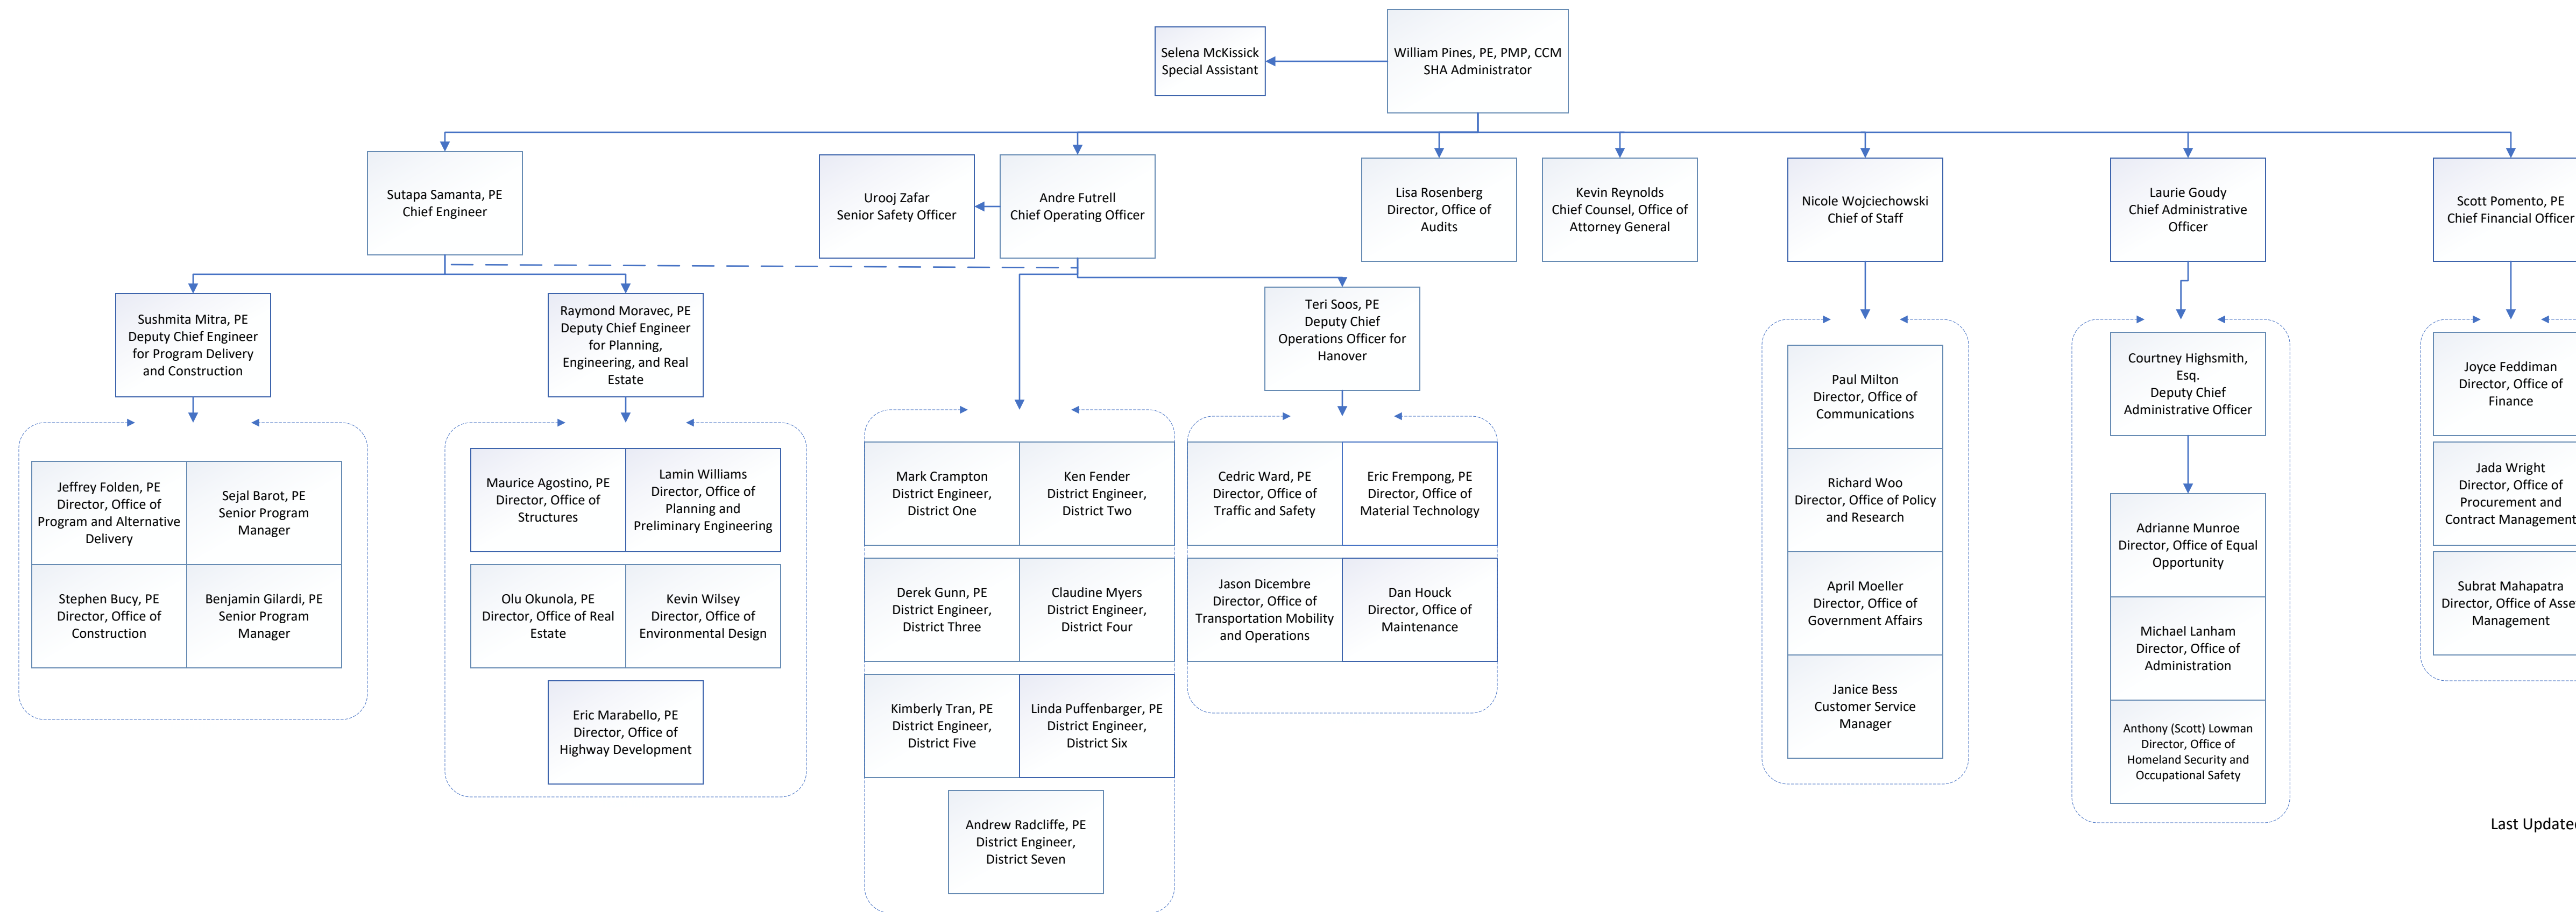 Selena McKissick
Special Assistant
William Pines, PE, PMP, CCM
SHA Administrator
Sutapa Samanta, PE
Chief Engineer
Urooj Zafar
Senior Safety Officer
Andre Futrell
Chief Operating Officer
Lisa Rosenberg
Director, Office of
Audits
Kevin Reynolds
Chief Counsel, Office of
Attorney General
Nicole Wojciechowski
Chief of Staff
Laurie Goudy
Chief Administrative
Officer
Scott Pomento, PE
Chief Financial Officer
Sushmita Mitra, PE
Deputy Chief Engineer
for Program Delivery
and Construction
Raymond Moravec, PE
Deputy Chief Engineer
for Planning,
Engineering, and Real
Estate
Teri Soos, PE
Deputy Chief
Operations Officer for
Hanover
Jeffrey Folden, PE
Director, Office of
Program and Alternative
Delivery
Sejal Barot, PE
Senior Program
Manager
Stephen Bucy, PE
Director, Office of
Construction
Benjamin Gilardi, PE
Senior Program
Manager
Maurice Agostino, PE
Director, Office of
Structures
Lamin Williams
Director, Office of
Planning and
Preliminary Engineering
Olu Okunola, PE
Director, Office of Real
Estate
Kevin Wilsey
Director, Office of
Environmental Design
Eric Marabello, PE
Director, Office of
Highway Development
Mark Crampton
District Engineer,
District One
Ken Fender
District Engineer,
District Two
Derek Gunn, PE
District Engineer,
District Three
Claudine Myers
District Engineer,
District Four
Kimberly Tran, PE
District Engineer,
District Five
Linda Puffenbarger, PE
District Engineer,
District Six
Andrew Radcliffe, PE
District Engineer,
District Seven
Cedric Ward, PE
Director, Office of
Traffic and Safety
Eric Frempong, PE
Director, Office of
Material Technology
Jason Dicembre
Director, Office of
Transportation Mobility
and Operations
Dan Houck
Director, Office of
Maintenance
Paul Milton
Director, Office of
Communications
Richard Woo
Director, Office of Policy
and Research
April Moeller
Director, Office of
Government Affairs
Janice Bess
Customer Service
Manager
Courtney Highsmith,
Esq.
Deputy Chief
Administrative Officer
Adrianne Munroe
Director, Office of Equal
Opportunity
Michael Lanham
Director, Office of
Administration
Anthony (Scott) Lowman
Director, Office of
Homeland Security and
Occupational Safety
Joyce Feddiman
Director, Office of
Finance
Jada Wright
Director, Office of
Procurement and
Contract Management
Subrat Mahapatra
Director, Office of
Management
Last